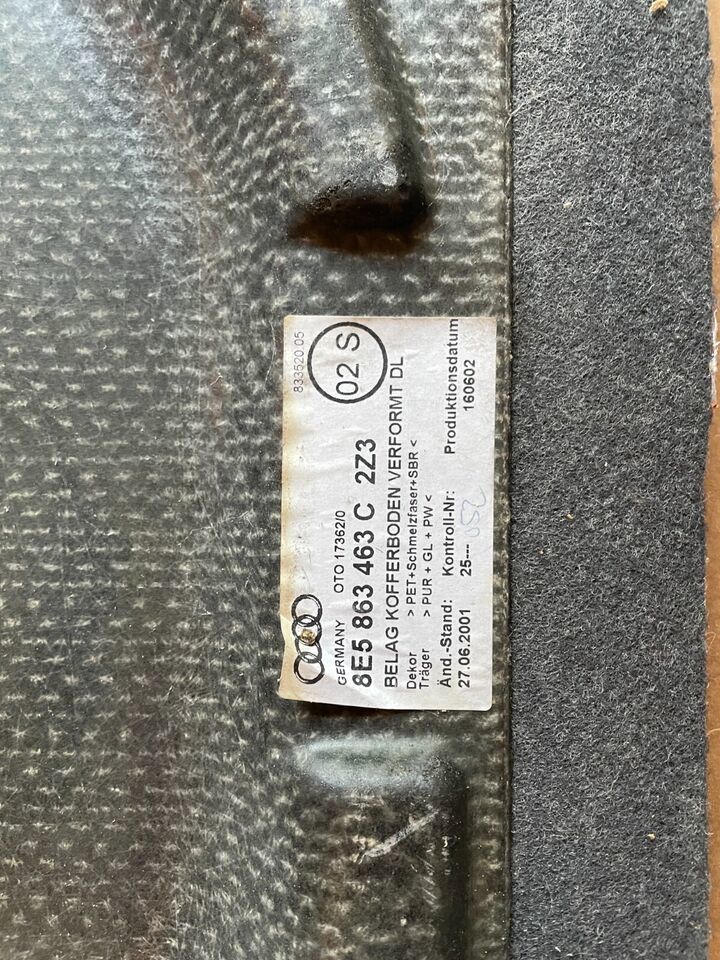 833520.05
02 S
GERMANY OTO 17362/0
8E5 863 463 C 2Z3
BELAG KOFFERBODEN VERFORMT DL
Dekor > PET+Schmelzfaser+SBR <
Träger > PUR + GL + PW <
Änd.-Stand: Kontroll-Nr: Produktionsdatum
27.06.2001 25--- 160602